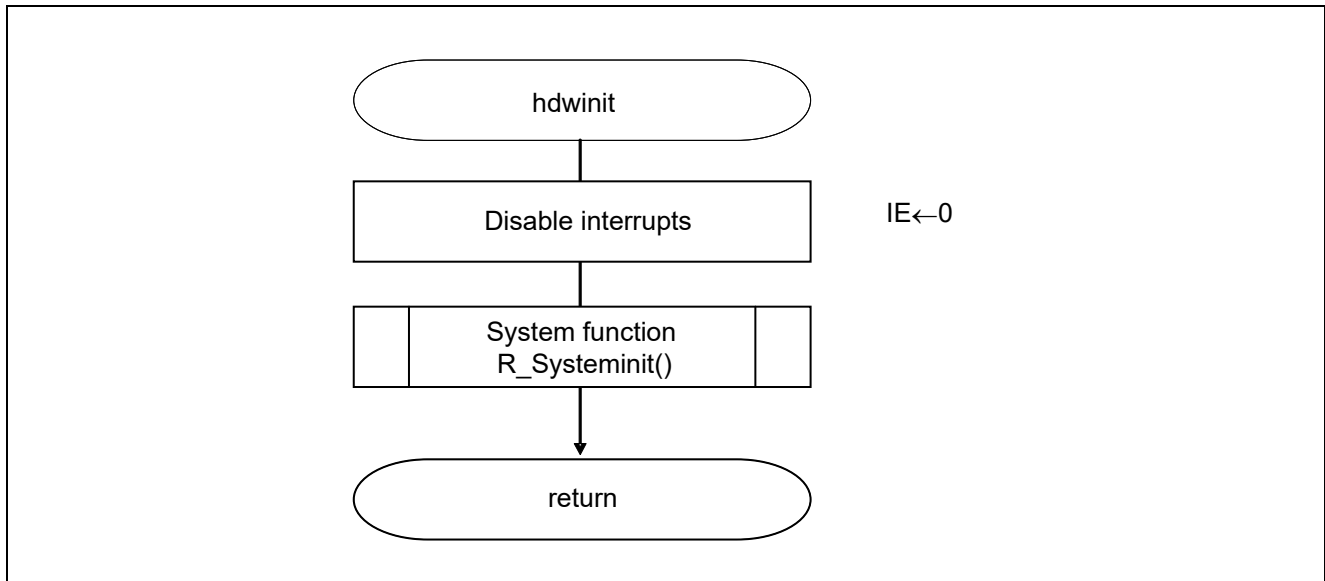 hdwinit
Disable interrupts
IE←0
System function
R_Systeminit()
return